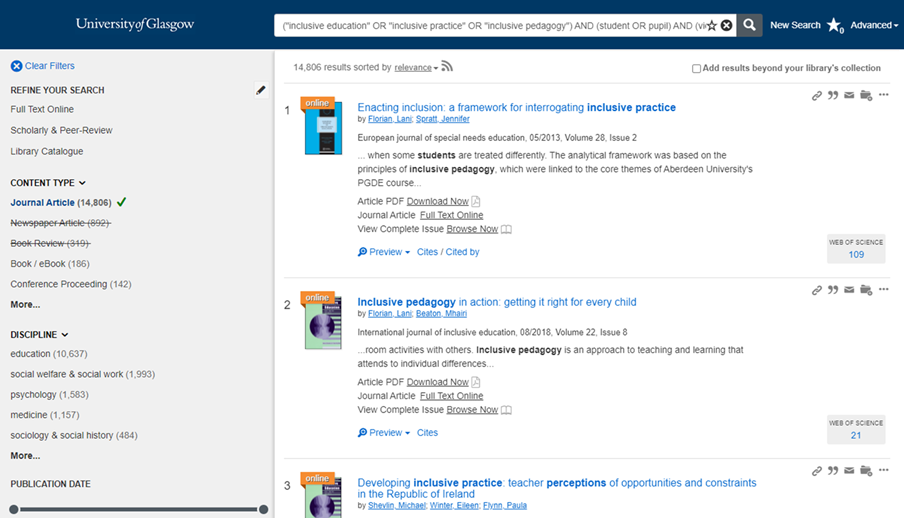 University of Glasgow
("inclusive education" OR "inclusive practice" OR "inclusive pedagogy") AND (student OR pupil) AND (vi
New Search
0
Advanced
Clear Filters
REFINE YOUR SEARCH
Full Text Online
Scholarly & Peer-Review
Library Catalogue
CONTENT TYPE
Journal Article (14,806)
Newspaper Article (892)
Book Review (319)
Book / eBook (186)
Conference Proceeding (142)
More...
DISCIPLINE
education (10,637)
social welfare & social work (1,993)
psychology (1,583)
medicine (1,157)
sociology & social history (484)
More...
PUBLICATION DATE
14,806 results sorted by relevance
Add results beyond your library's collection
1
online
Enacting inclusion: a framework for interrogating inclusive practice
by Florian, Lani; Spratt, Jennifer
European journal of special needs education, 05/2013, Volume 28, Issue 2
... when some students are treated differently. The analytical framework was based on the
principles of inclusive pedagogy, which were linked to the core themes of Aberdeen University's
PGDE course...
Article PDF Download Now
Journal Article Full Text Online
View Complete Issue Browse Now
Preview Cites / Cited by
WEB OF SCIENCE
109
2
online
Inclusive pedagogy in action: getting it right for every child
by Florian, Lani; Beaton, Mhairi
International journal of inclusive education, 08/2018, Volume 22, Issue 8
...room activities with others. Inclusive pedagogy is an approach to teaching and learning that
attends to individual differences...
Article PDF Download Now
Journal Article Full Text Online
View Complete Issue Browse Now
Preview Cites
WEB OF SCIENCE
21
3
online
Developing inclusive practice: teacher perceptions of opportunities and constraints
in the Republic of Ireland
by Shevlin, Michael; Winter, Eileen; Flynn, Paula